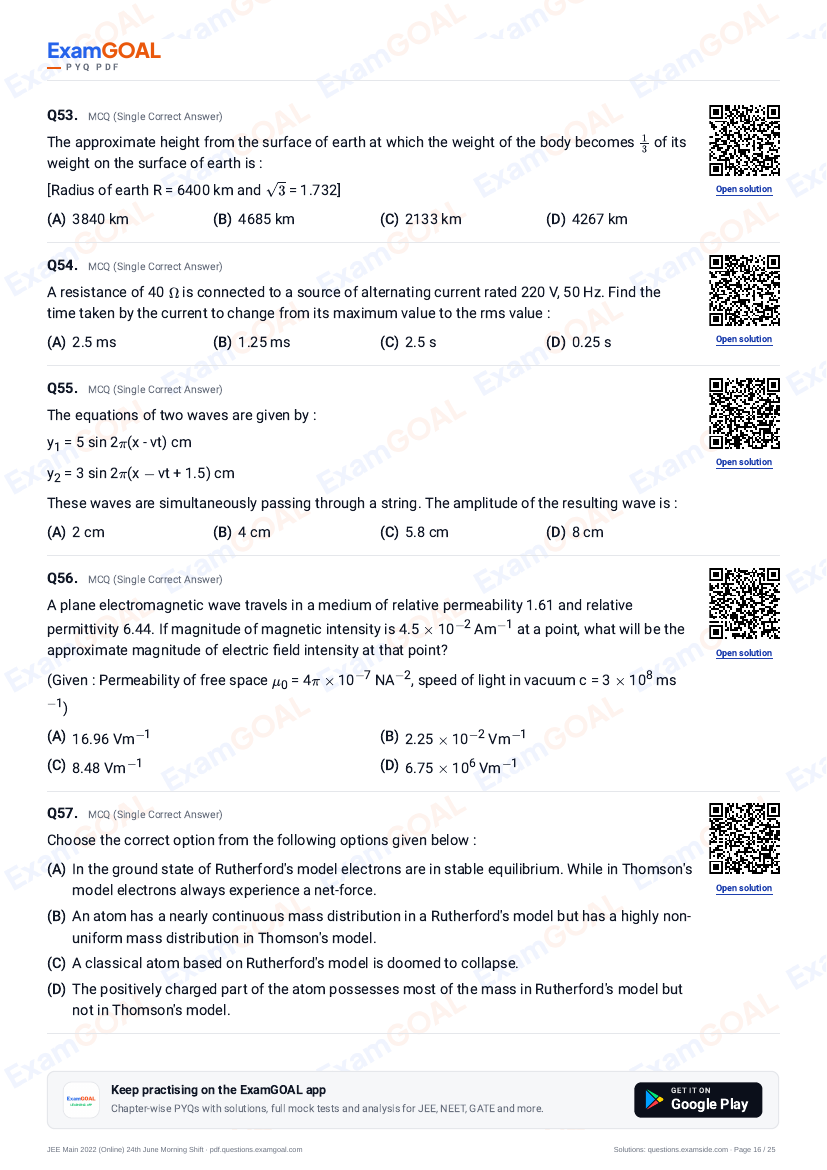 ExamGOAL
PYQ PDF
Q53. MCQ (Single Correct Answer)
The approximate height from the surface of earth at which the weight of the body becomes 1/3 of its
weight on the surface of earth is :
[Radius of earth R = 6400 km and √3 = 1.732]
(A) 3840 km (B) 4685 km (C) 2133 km (D) 4267 km
Open solution
Q54. MCQ (Single Correct Answer)
A resistance of 40 Ω is connected to a source of alternating current rated 220 V, 50 Hz. Find the
time taken by the current to change from its maximum value to the rms value :
(A) 2.5 ms (B) 1.25 ms (C) 2.5 s (D) 0.25 s
Open solution
Q55. MCQ (Single Correct Answer)
The equations of two waves are given by :
y₁ = 5 sin 2π(x - vt) cm
y₂ = 3 sin 2π(x − vt + 1.5) cm
These waves are simultaneously passing through a string. The amplitude of the resulting wave is :
(A) 2 cm (B) 4 cm (C) 5.8 cm (D) 8 cm
Open solution
Q56. MCQ (Single Correct Answer)
A plane electromagnetic wave travels in a medium of relative permeability 1.61 and relative
permittivity 6.44. If magnitude of magnetic intensity is 4.5 × 10⁻² Am⁻¹ at a point, what will be the
approximate magnitude of electric field intensity at that point?
(Given : Permeability of free space μ₀ = 4π × 10⁻⁷ NA⁻², speed of light in vacuum c = 3 × 10⁸ ms
⁻¹)
(A) 16.96 Vm⁻¹ (B) 2.25 × 10⁻² Vm⁻¹
(C) 8.48 Vm⁻¹ (D) 6.75 × 10⁶ Vm⁻¹
Open solution
Q57. MCQ (Single Correct Answer)
Choose the correct option from the following options given below :
(A) In the ground state of Rutherford's model electrons are in stable equilibrium. While in Thomson's
model electrons always experience a net-force.
(B) An atom has a nearly continuous mass distribution in a Rutherford's model but has a highly non-
uniform mass distribution in Thomson's model.
(C) A classical atom based on Rutherford's model is doomed to collapse.
(D) The positively charged part of the atom possesses most of the mass in Rutherford's model but
not in Thomson's model.
Open solution
ExamGOAL
Keep practising on the ExamGOAL app
Chapter-wise PYQs with solutions, full mock tests and analysis for JEE, NEET, GATE and more.
GET IT ON
Google Play
JEE Main 2022 (Online) 24th June Morning Shift · pdf.questions.examgoal.com
Solutions: questions.examside.com · Page 16 / 25